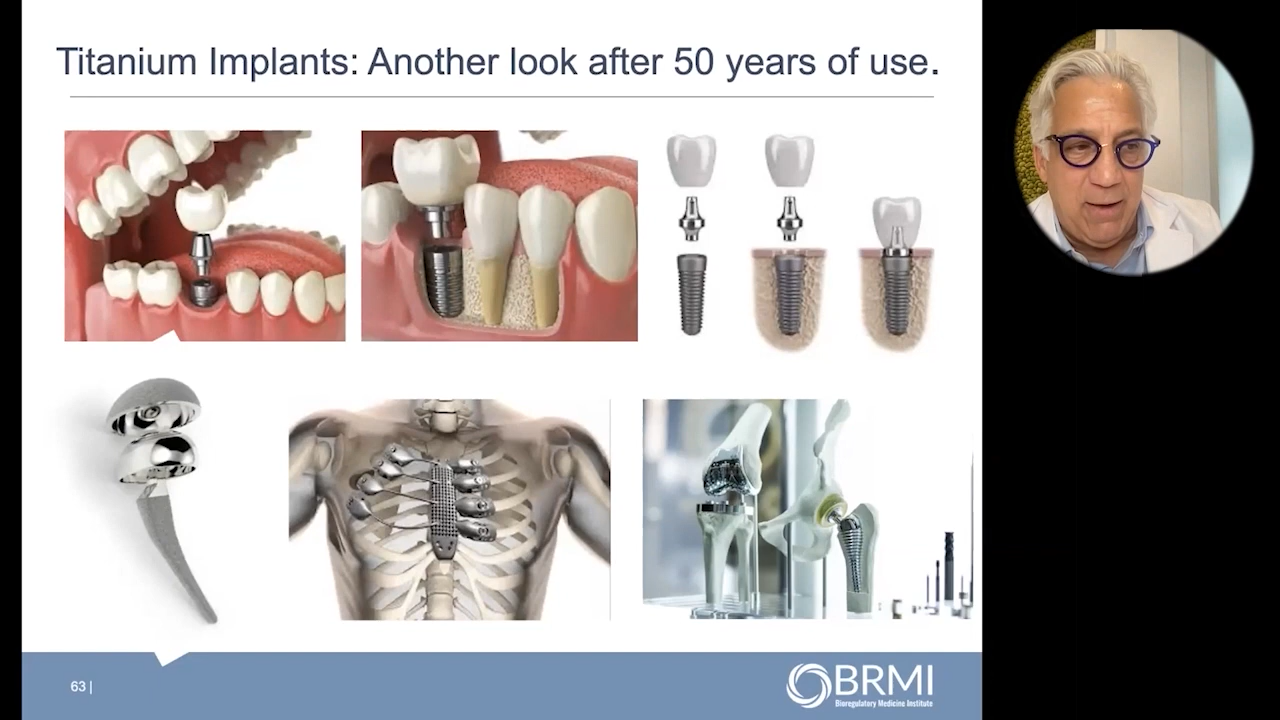 Titanium Implants: Another look after 50 years of use.
63 |
BRMI
Bioregulatory Medicine Institute